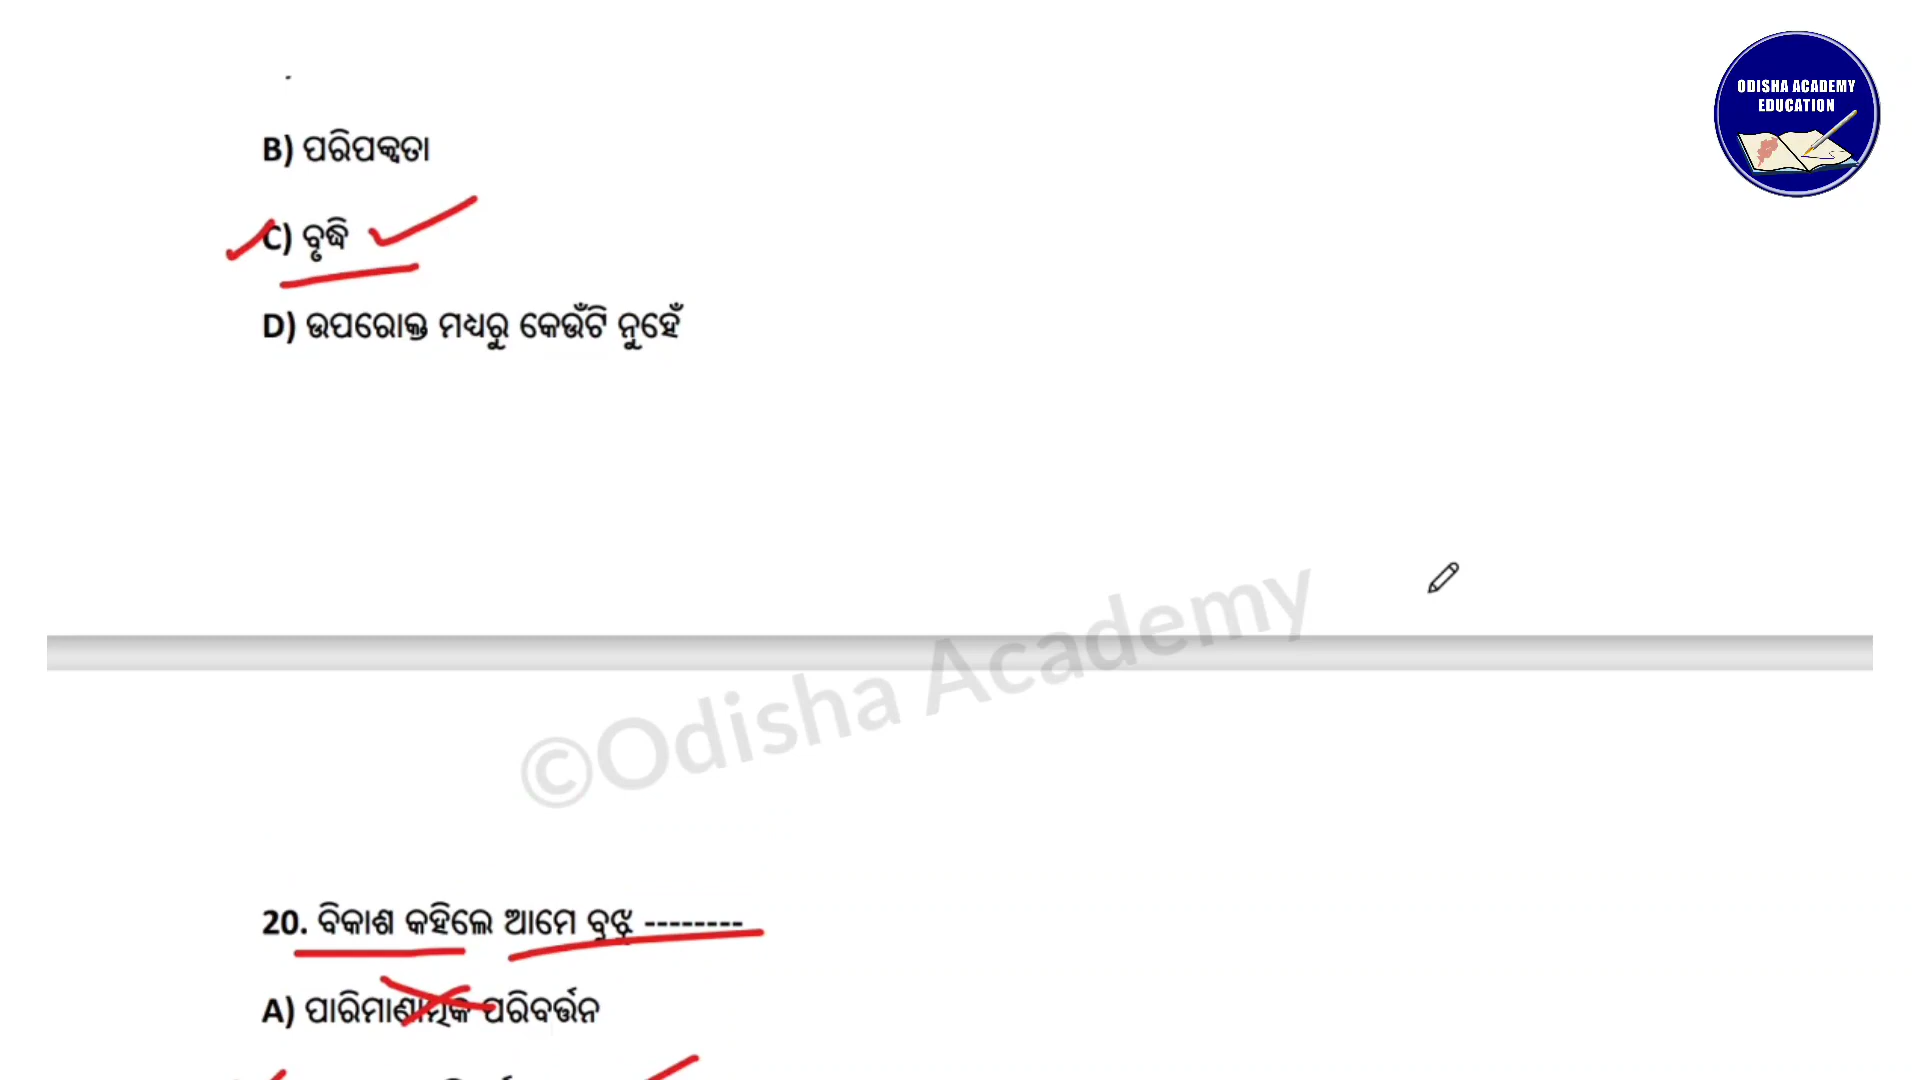 ODISHA ACADEMY
EDUCATION
B) ପରିପକ୍ୱତା
C) ବୃଦ୍ଧି
D) ଉପରୋକ୍ତ ମଧ୍ୟରୁ କେଉଁଟି ନୁହେଁ
©Odisha Academy
20. ବିକାଶ କହିଲେ ଆମେ ବୁଝୁ --------
A) ପାରିମାଣାତ୍ମକ ପରିବର୍ତ୍ତନ